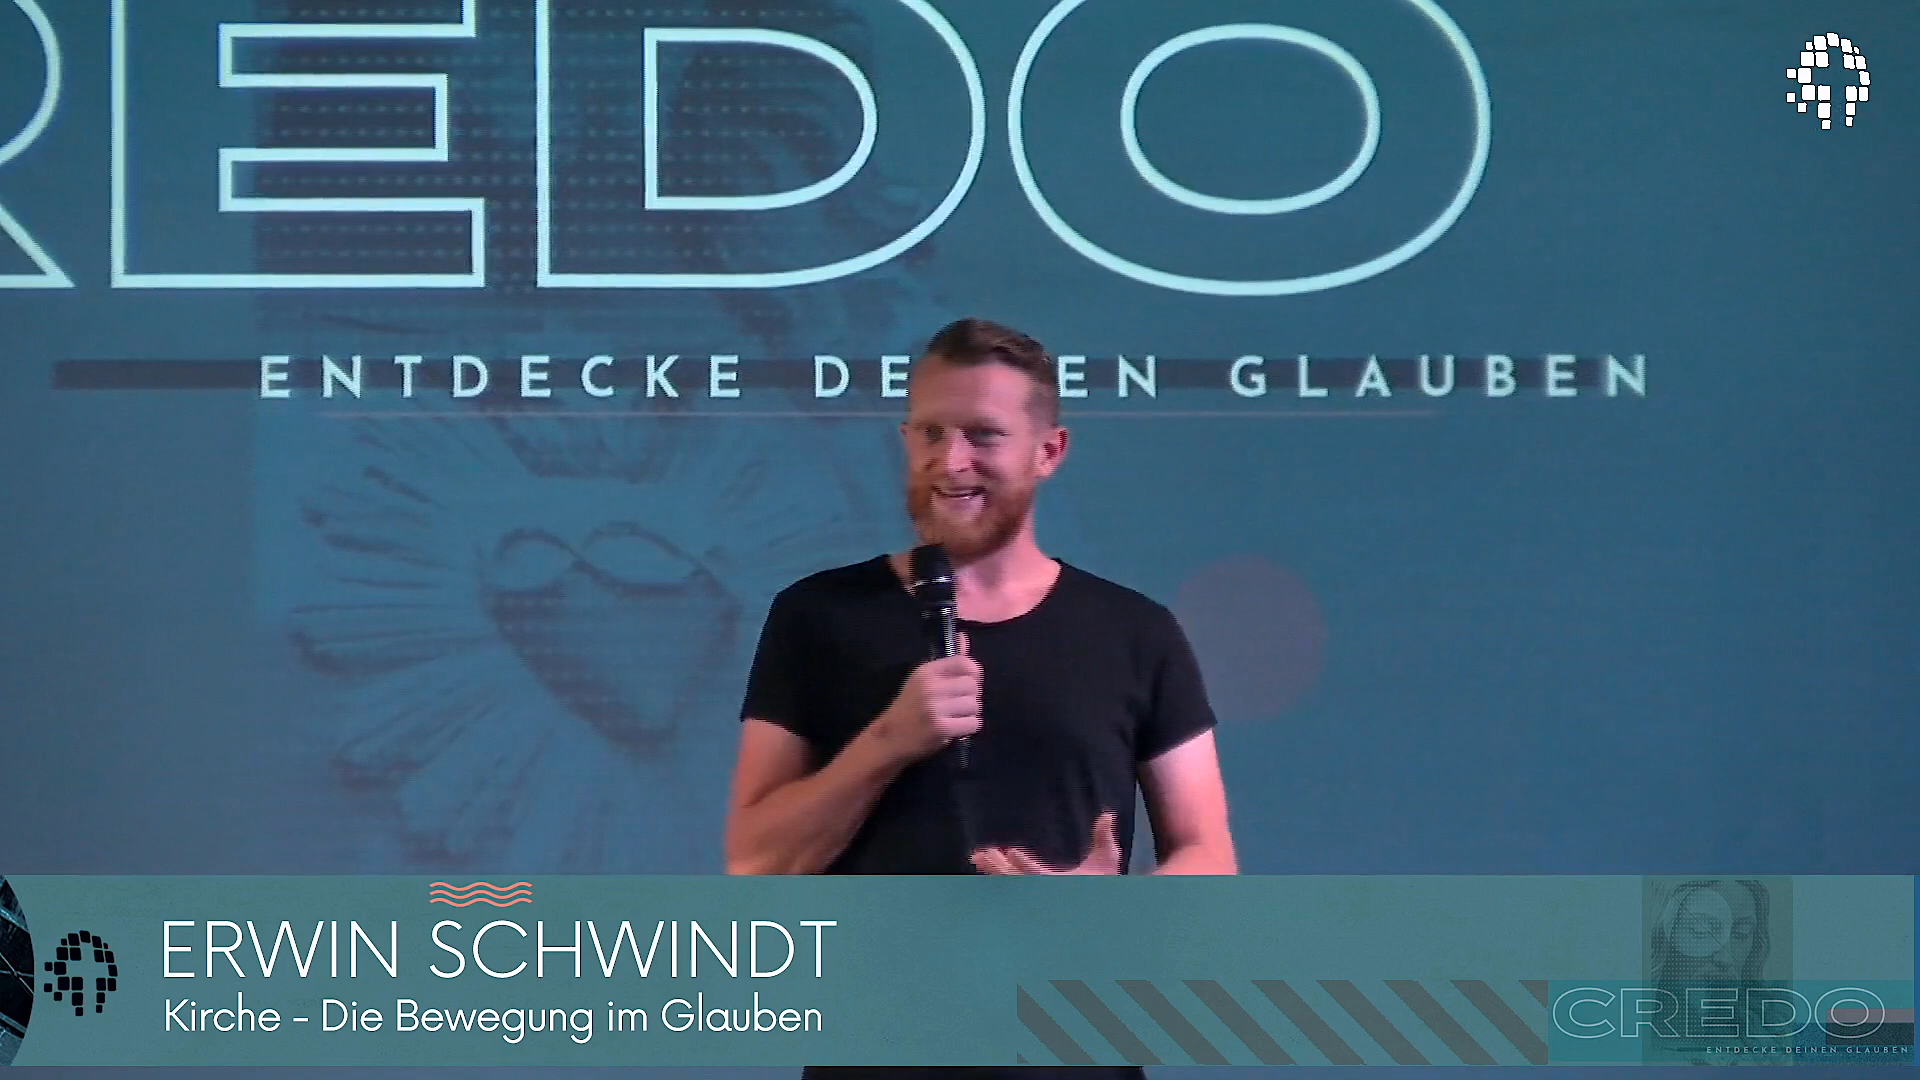 REDO
ENTDECKE DE EN GLAUBEN
ERWIN SCHWINDT
Kirche - Die Bewegung im Glauben
CREDO
ENTDECKE DEINEN GLAUBEN